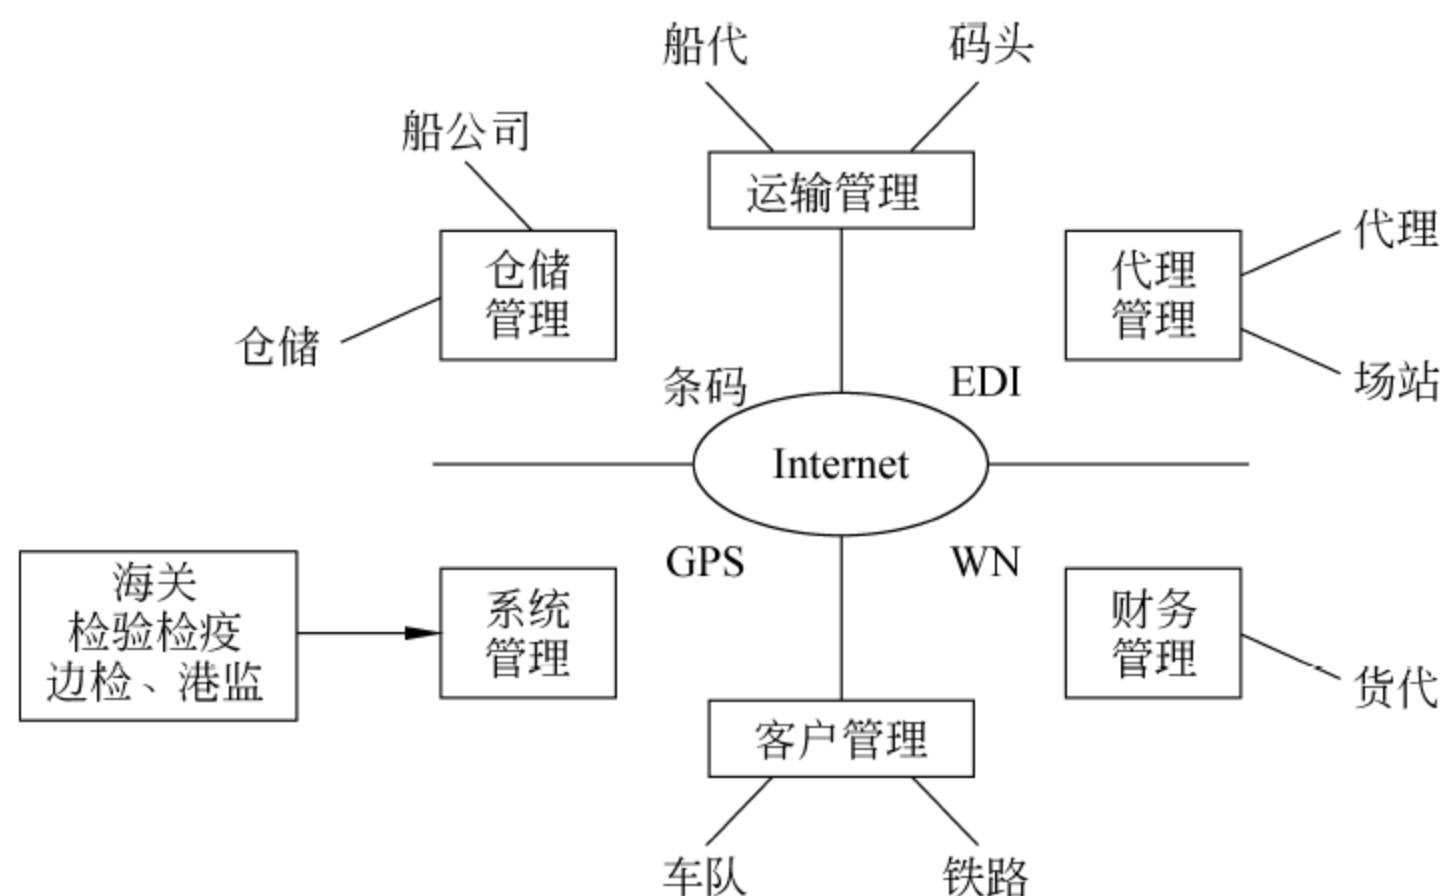 船代
码头
船公司
运输管理
代理
仓储
管理
代理
管理
仓储
场站
条码
EDI
Internet
GPS
WN
海关
检验检疫
边检、港监
系统
管理
财务
管理
货代
客户管理
车队
铁路